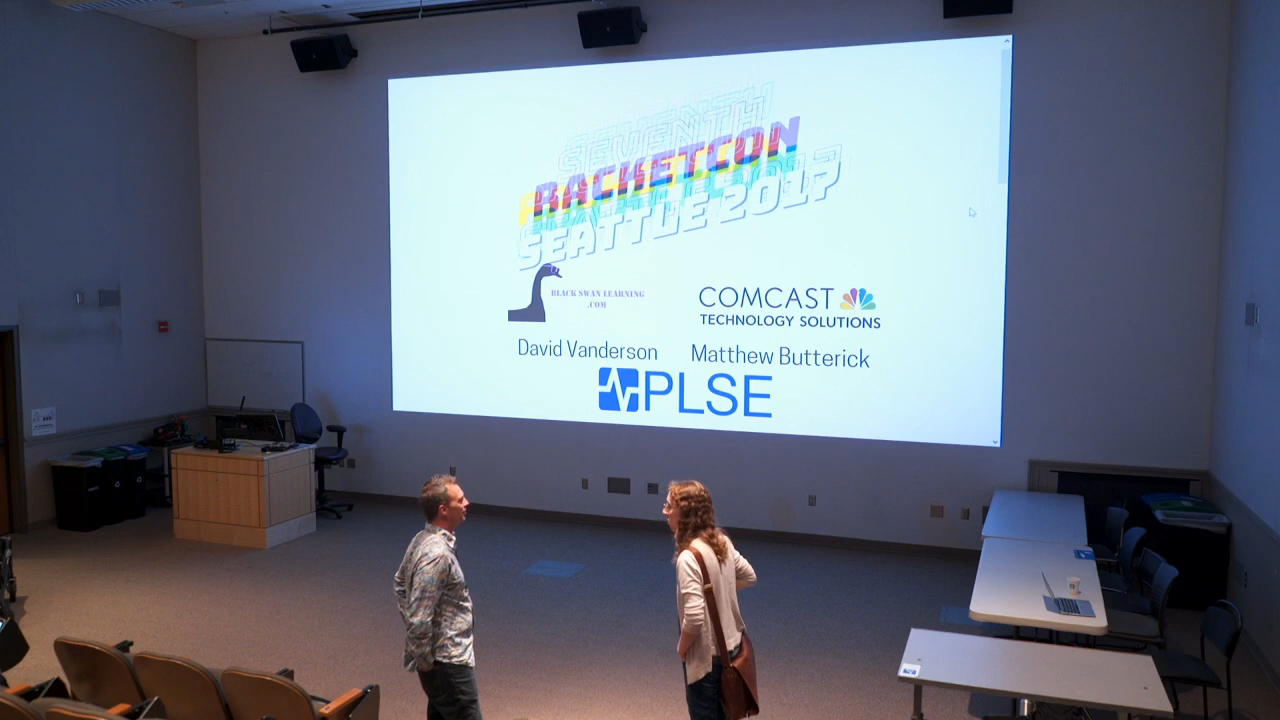 SEVENTH
RACKETCON
SEATTLE 2017
BLACK SWAN LEARNING
.COM
COMCAST
TECHNOLOGY SOLUTIONS
David Vanderson
Matthew Butterick
PLSE